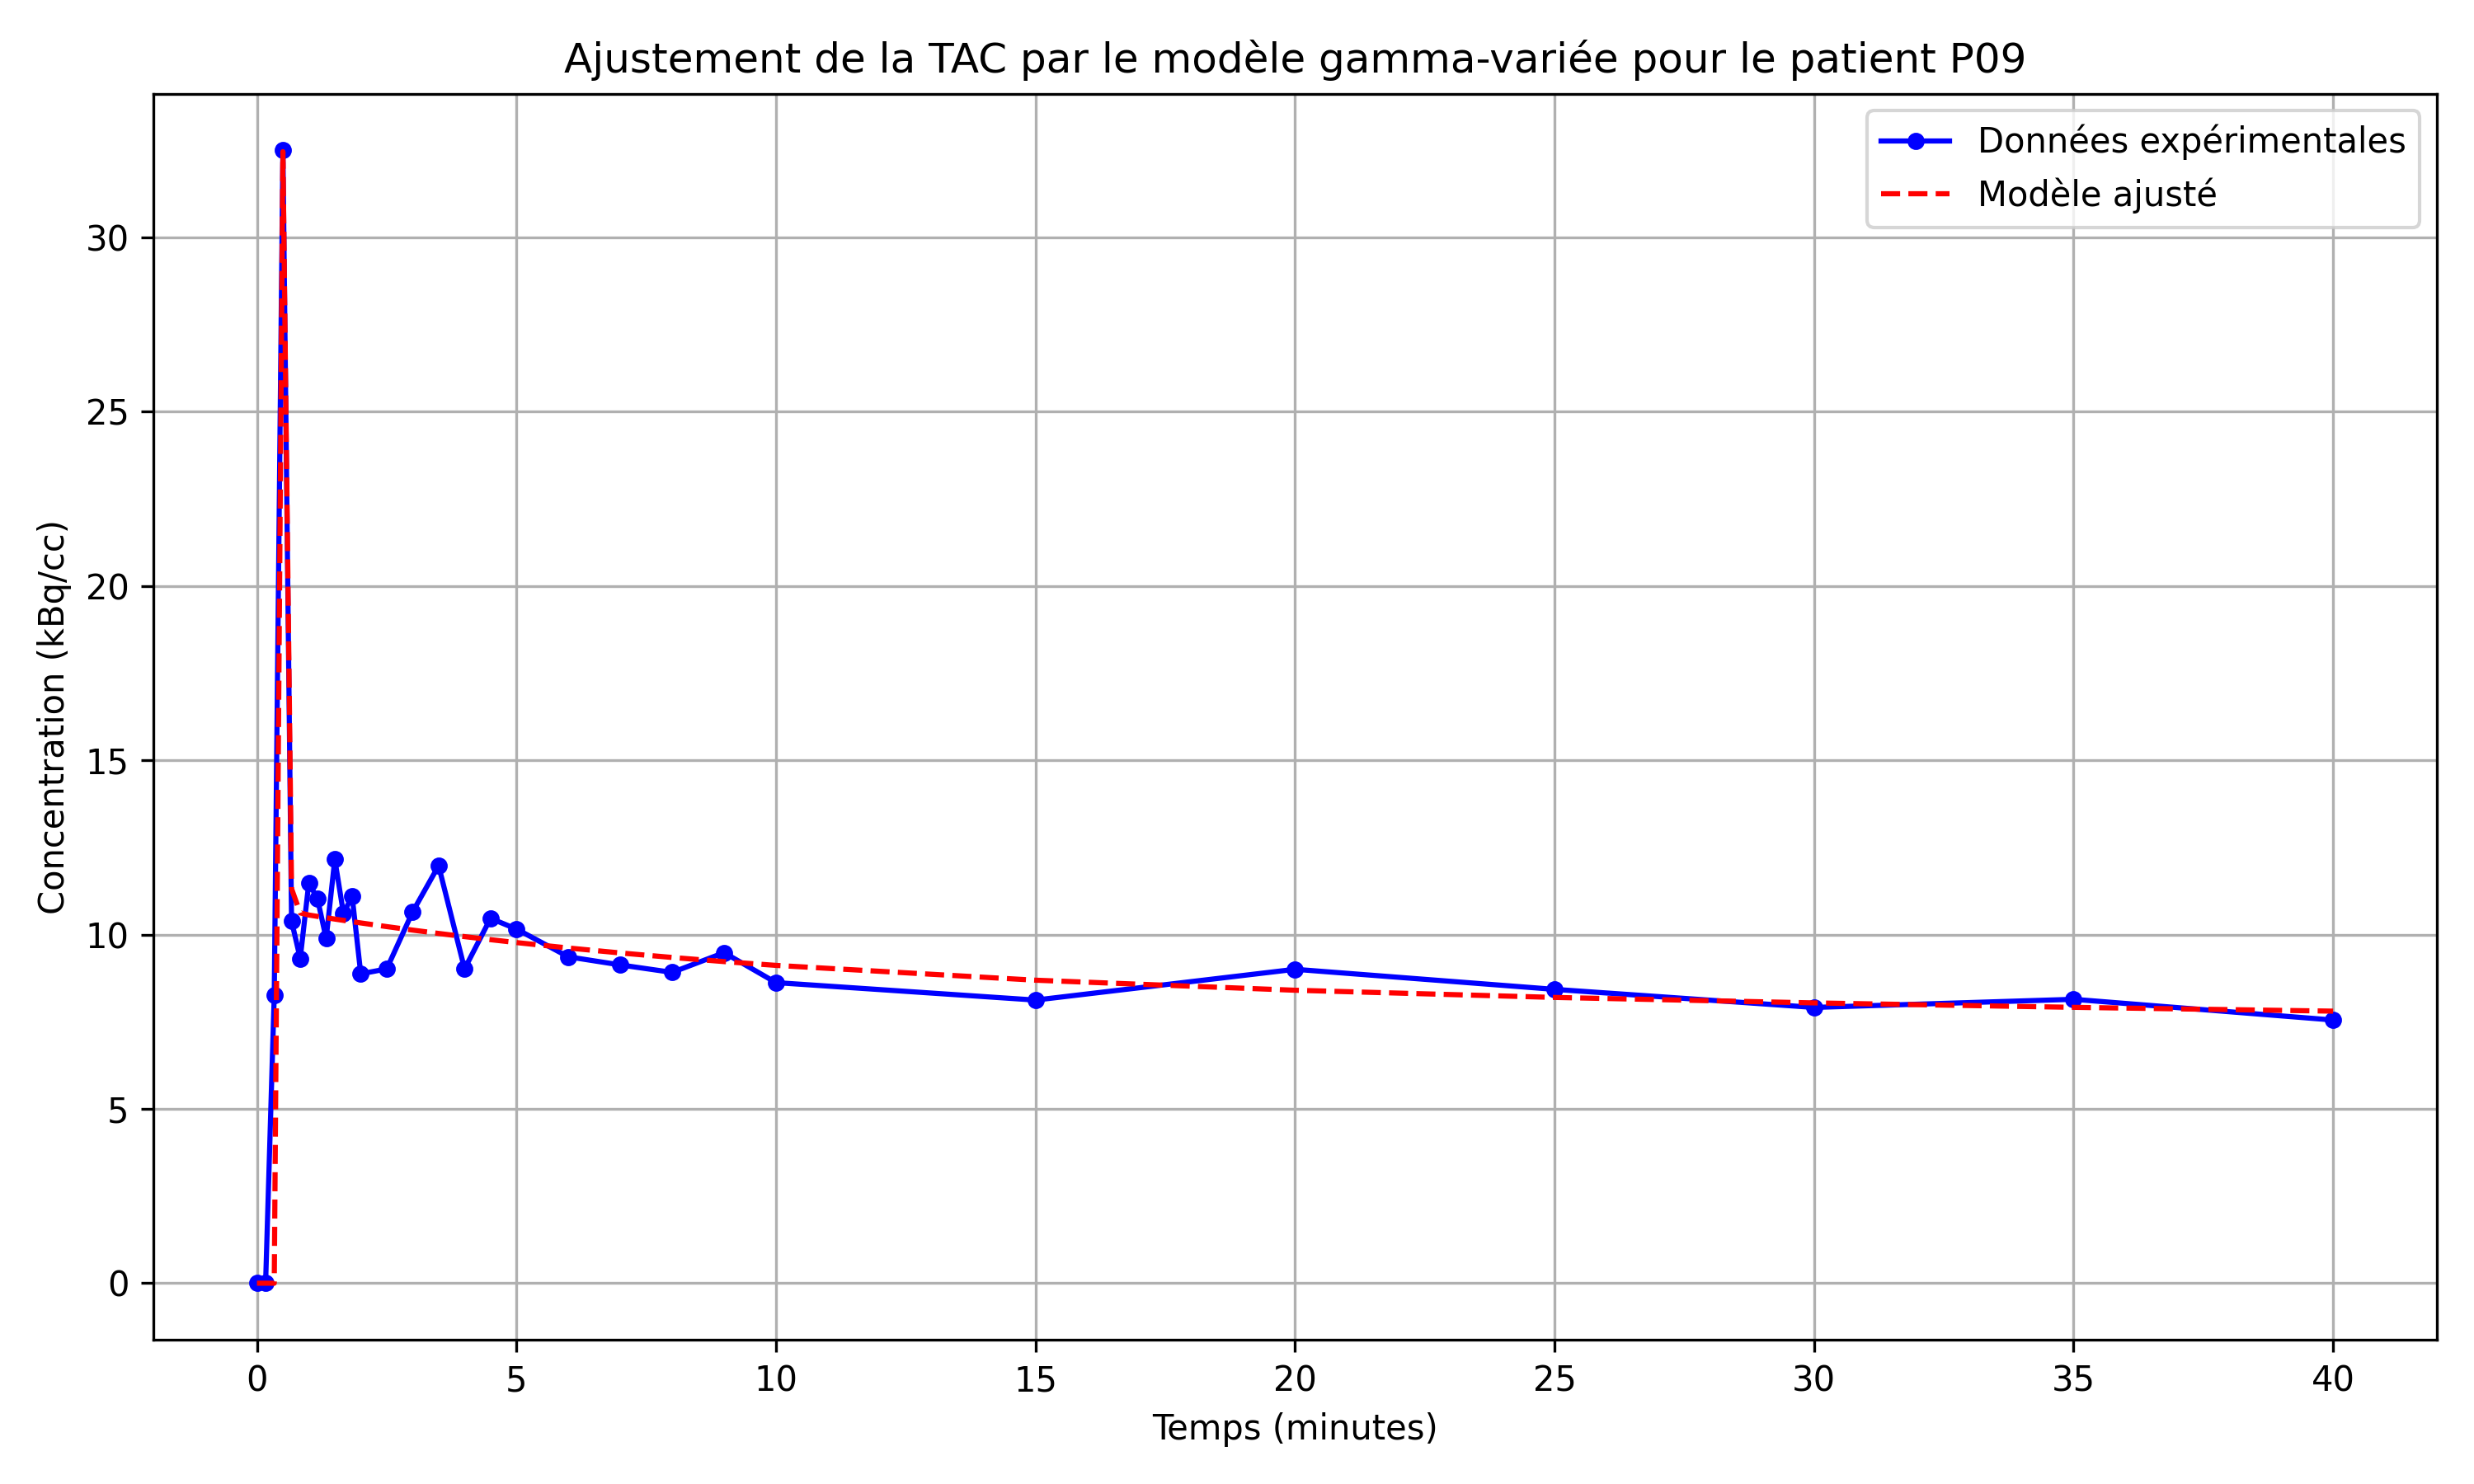 Ajustement de la TAC par le modèle gamma-variée pour le patient P09
Données expérimentales
Modèle ajusté
Concentration (kBq/cc)
30
25
20
15
10
5
0
0 5 10 15 20 25 30 35 40
Temps (minutes)